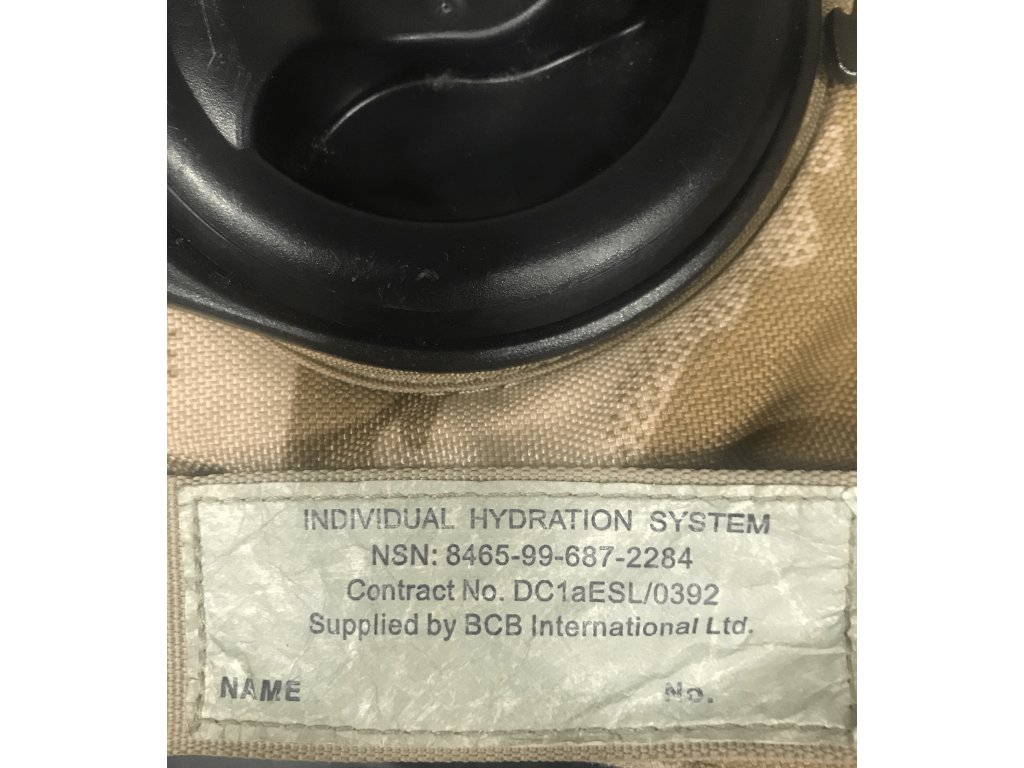 INDIVIDUAL HYDRATION SYSTEM
NSN: 8465-99-687-2284
Contract No. DC1aESL/0392
Supplied by BCB International Ltd.
NAME No.